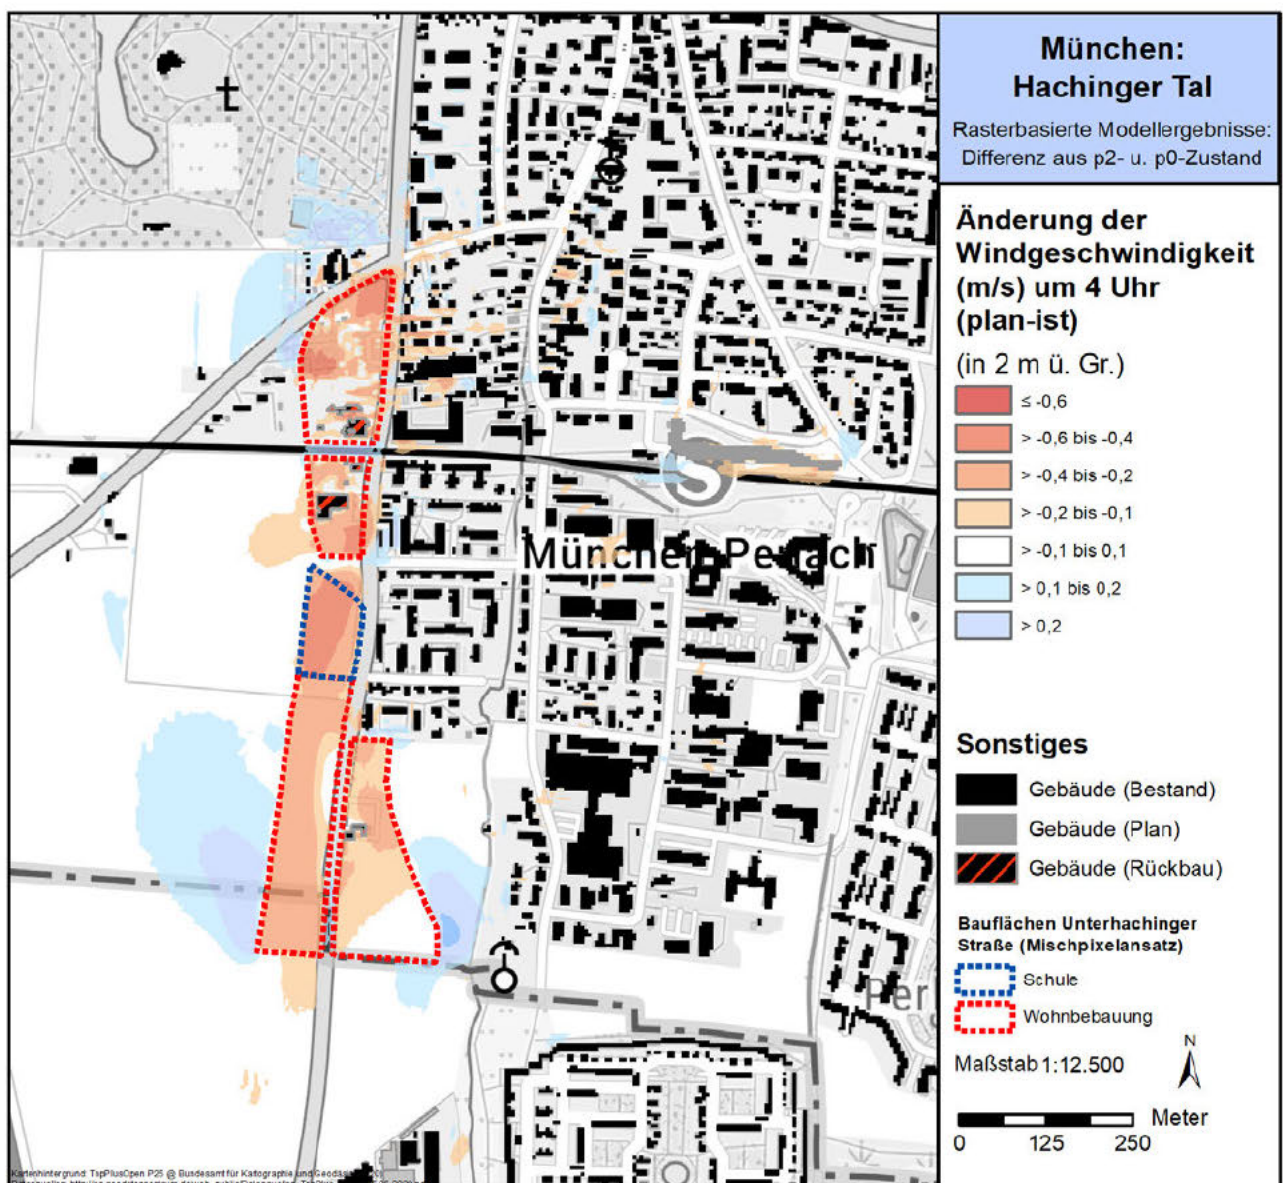 München:
Hachinger Tal
Rasterbasierte Modellergebnisse:
Differenz aus p2- u. p0-Zustand
Änderung der
Windgeschwindigkeit
(m/s) um 4 Uhr
(plan-ist)
(in 2 m ü. Gr.)
≤ -0,6
> -0,6 bis -0,4
> -0,4 bis -0,2
> -0,2 bis -0,1
> -0,1 bis 0,1
> 0,1 bis 0,2
> 0,2
Sonstiges
Gebäude (Bestand)
Gebäude (Plan)
Gebäude (Rückbau)
Bauflächen Unterhachinger
Straße (Mischpixelansatz)
Schule
Wohnbebauung
Maßstab 1:12.500
N
Meter
0 125 250
S
München-Perlach
Per
Kartenhintergrund: TopPlusOpen P25 @ Bundesamt für Kartographie und